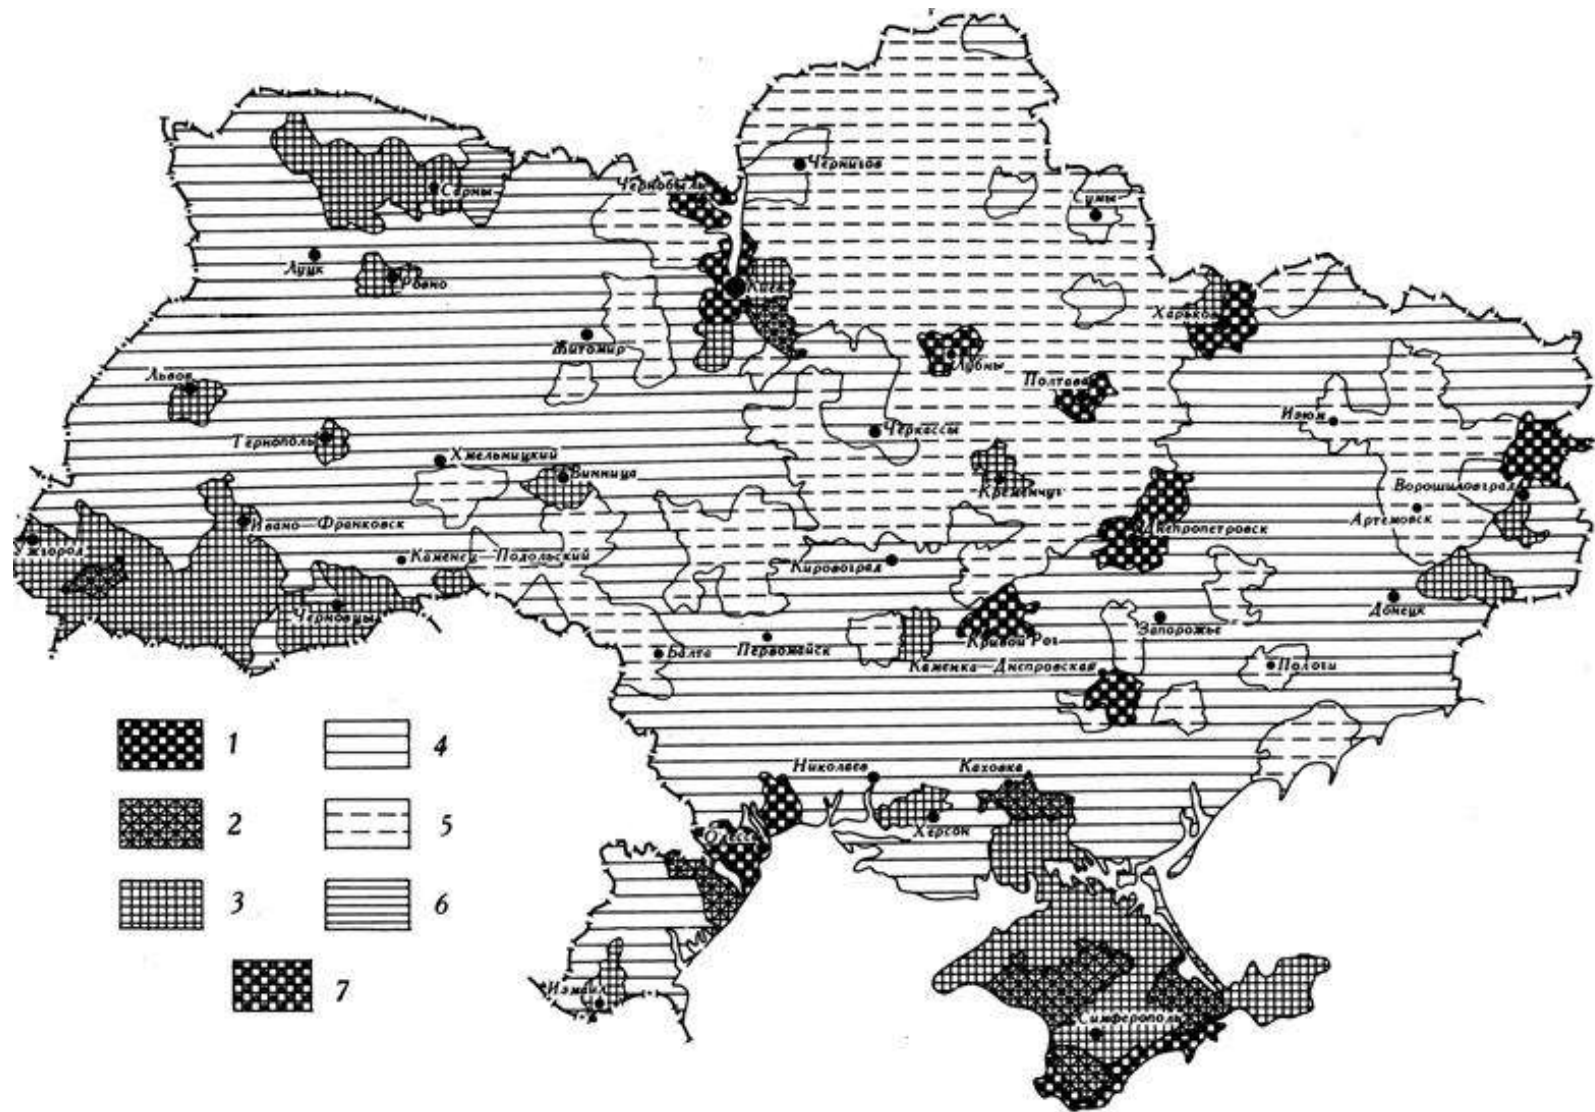 Чернигов
Чернобыль
Сарны
Сумы
Луцк
Ровно
Киев
Харьков
Житомир
Лубны
Львов
Полтава
Изюм
Тернополь
Черкассы
Хмельницкий
Винница
Кременчуг
Ворошиловград
Артемовск
Ивано-Франковск
Днепропетровск
Ужгород
Каменец-Подольский
Кировоград
Донецк
Черновцы
Запорожье
Балта
Первомайск
Кривой Рог
Каменка-Днепровская
Пологи
1
4
Николаев
Каховка
2
5
Одесса
Херсон
3
6
Измаил
7
Симферополь